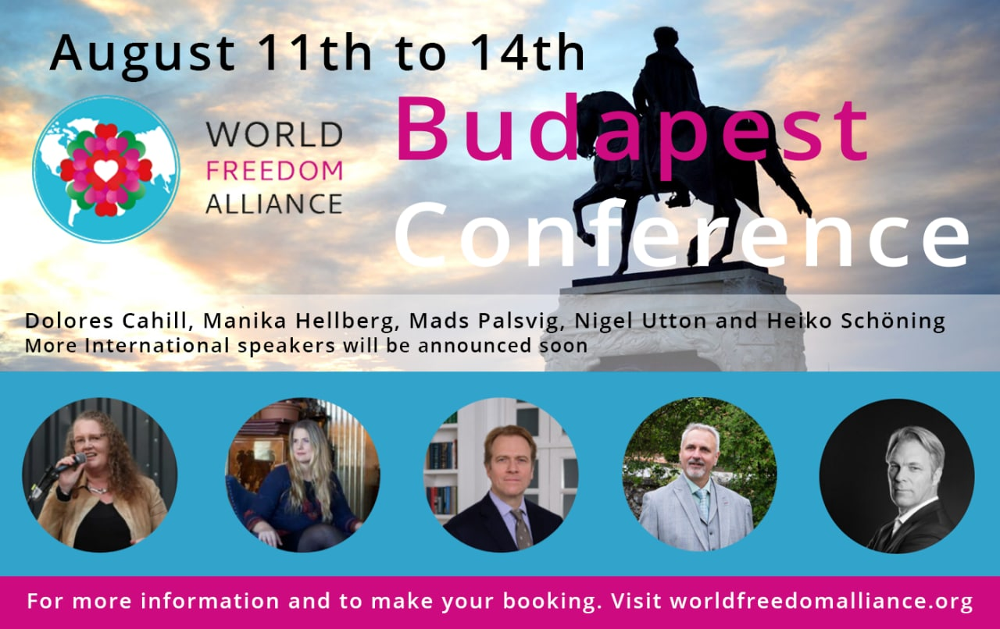 August 11th to 14th
WORLD
FREEDOM
ALLIANCE
Budapest
Conference
Dolores Cahill, Manika Hellberg, Mads Palsvig, Nigel Utton and Heiko Schöning
More International speakers will be announced soon
For more information and to make your booking. Visit worldfreedomalliance.org